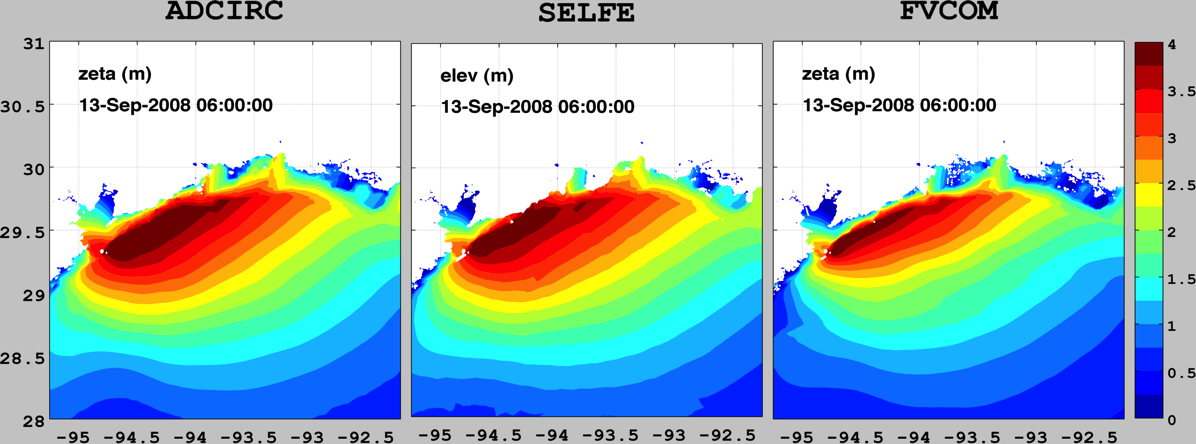 ADCIRC SELFE FVCOM
31
30.5
30
29.5
29
28.5
28
zeta (m)
13-Sep-2008 06:00:00
elev (m)
13-Sep-2008 06:00:00
zeta (m)
13-Sep-2008 06:00:00
4
3.5
3
2.5
2
1.5
1
0.5
0
-95 -94.5 -94 -93.5 -93 -92.5
-95 -94.5 -94 -93.5 -93 -92.5
-95 -94.5 -94 -93.5 -93 -92.5